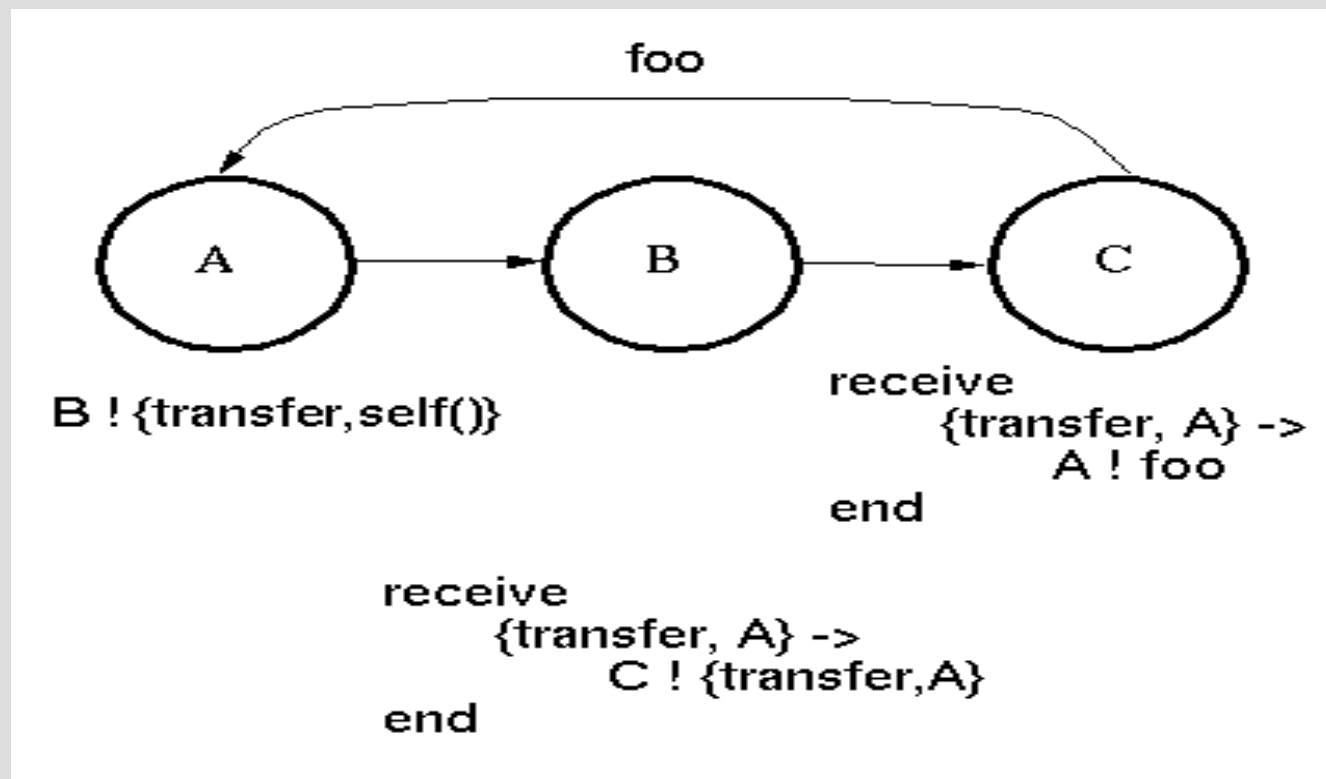 foo
A
B
C
B ! {transfer,self()}
receive
{transfer, A} ->
A ! foo
end
receive
{transfer, A} ->
C ! {transfer,A}
end